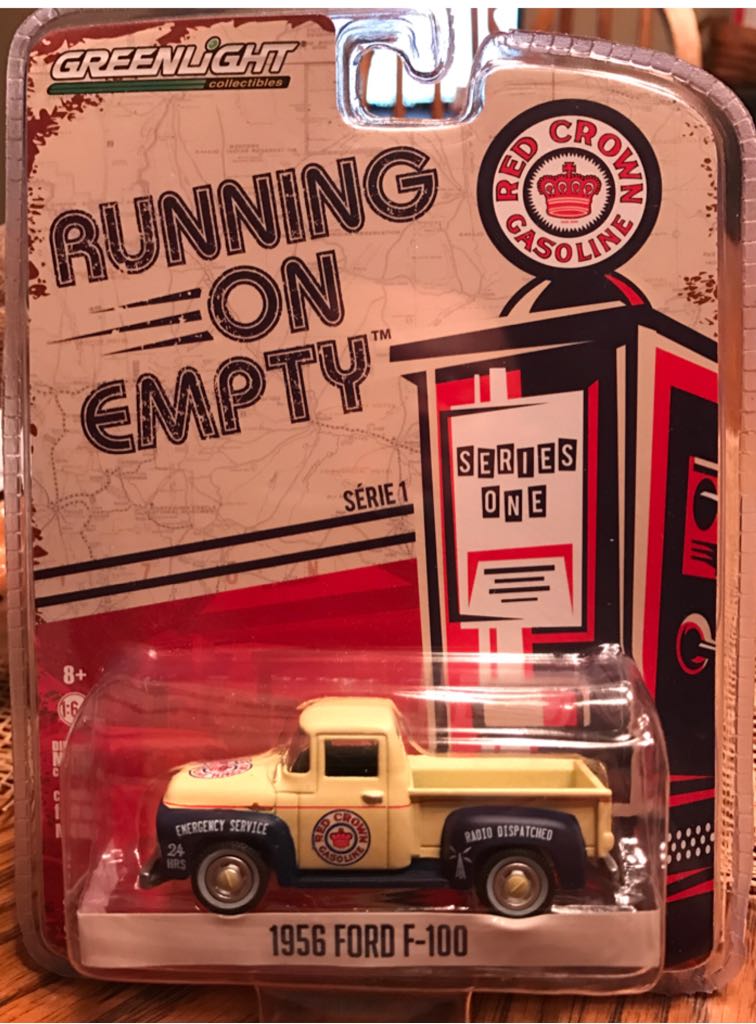 GREENLIGHT
collectibles
RED CROWN
GASOLINE
RUNNING
ON
EMPTY™
SERIES
ONE
SÉRIE 1
8+
EMERGENCY SERVICE
24
HRS
RED CROWN
GASOLINE
RADIO DISPATCHED
1956 FORD F-100